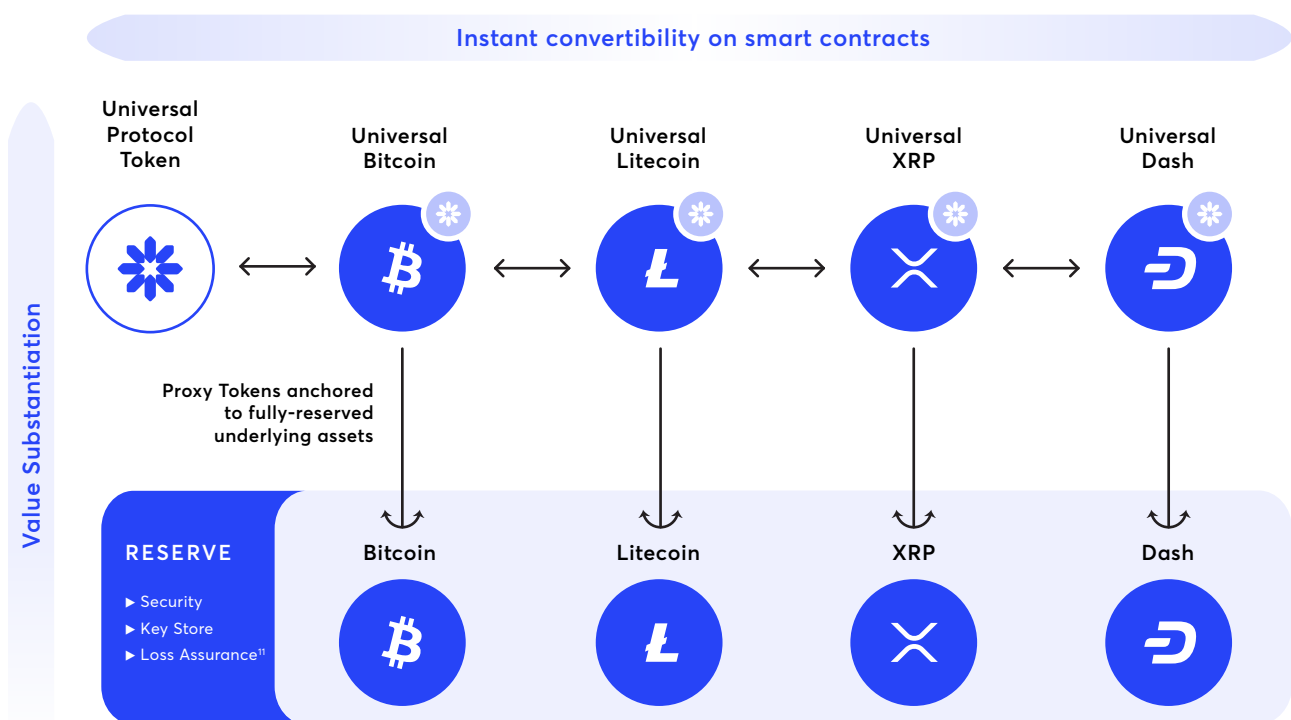 Instant convertibility on smart contracts
Value Substantiation
Universal
Protocol
Token
Universal
Bitcoin
Universal
Litecoin
Universal
XRP
Universal
Dash
Proxy Tokens anchored
to fully-reserved
underlying assets
RESERVE
▶ Security
▶ Key Store
▶ Loss Assurance¹¹
Bitcoin
Litecoin
XRP
Dash